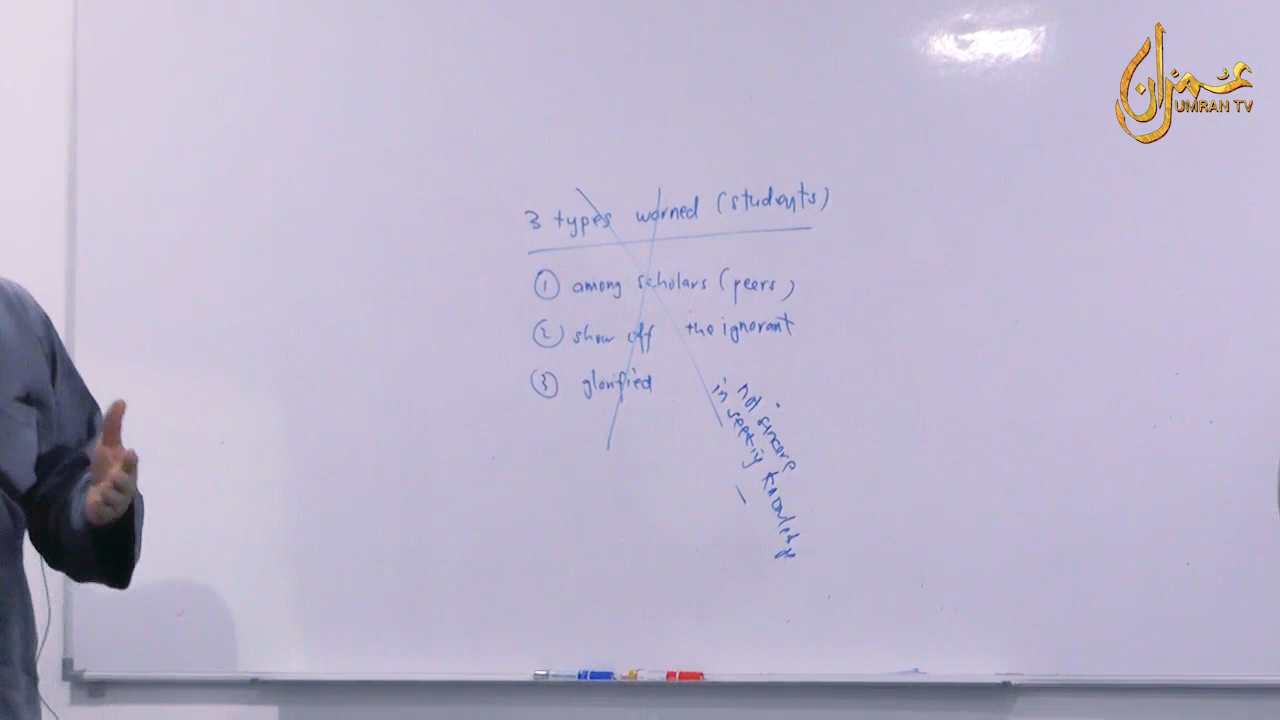 عمران
UMRAN TV
3 types warned (students)
① among scholars (peers)
② show off the ignorant
③ glorified
not sincere
in seeking knowledge